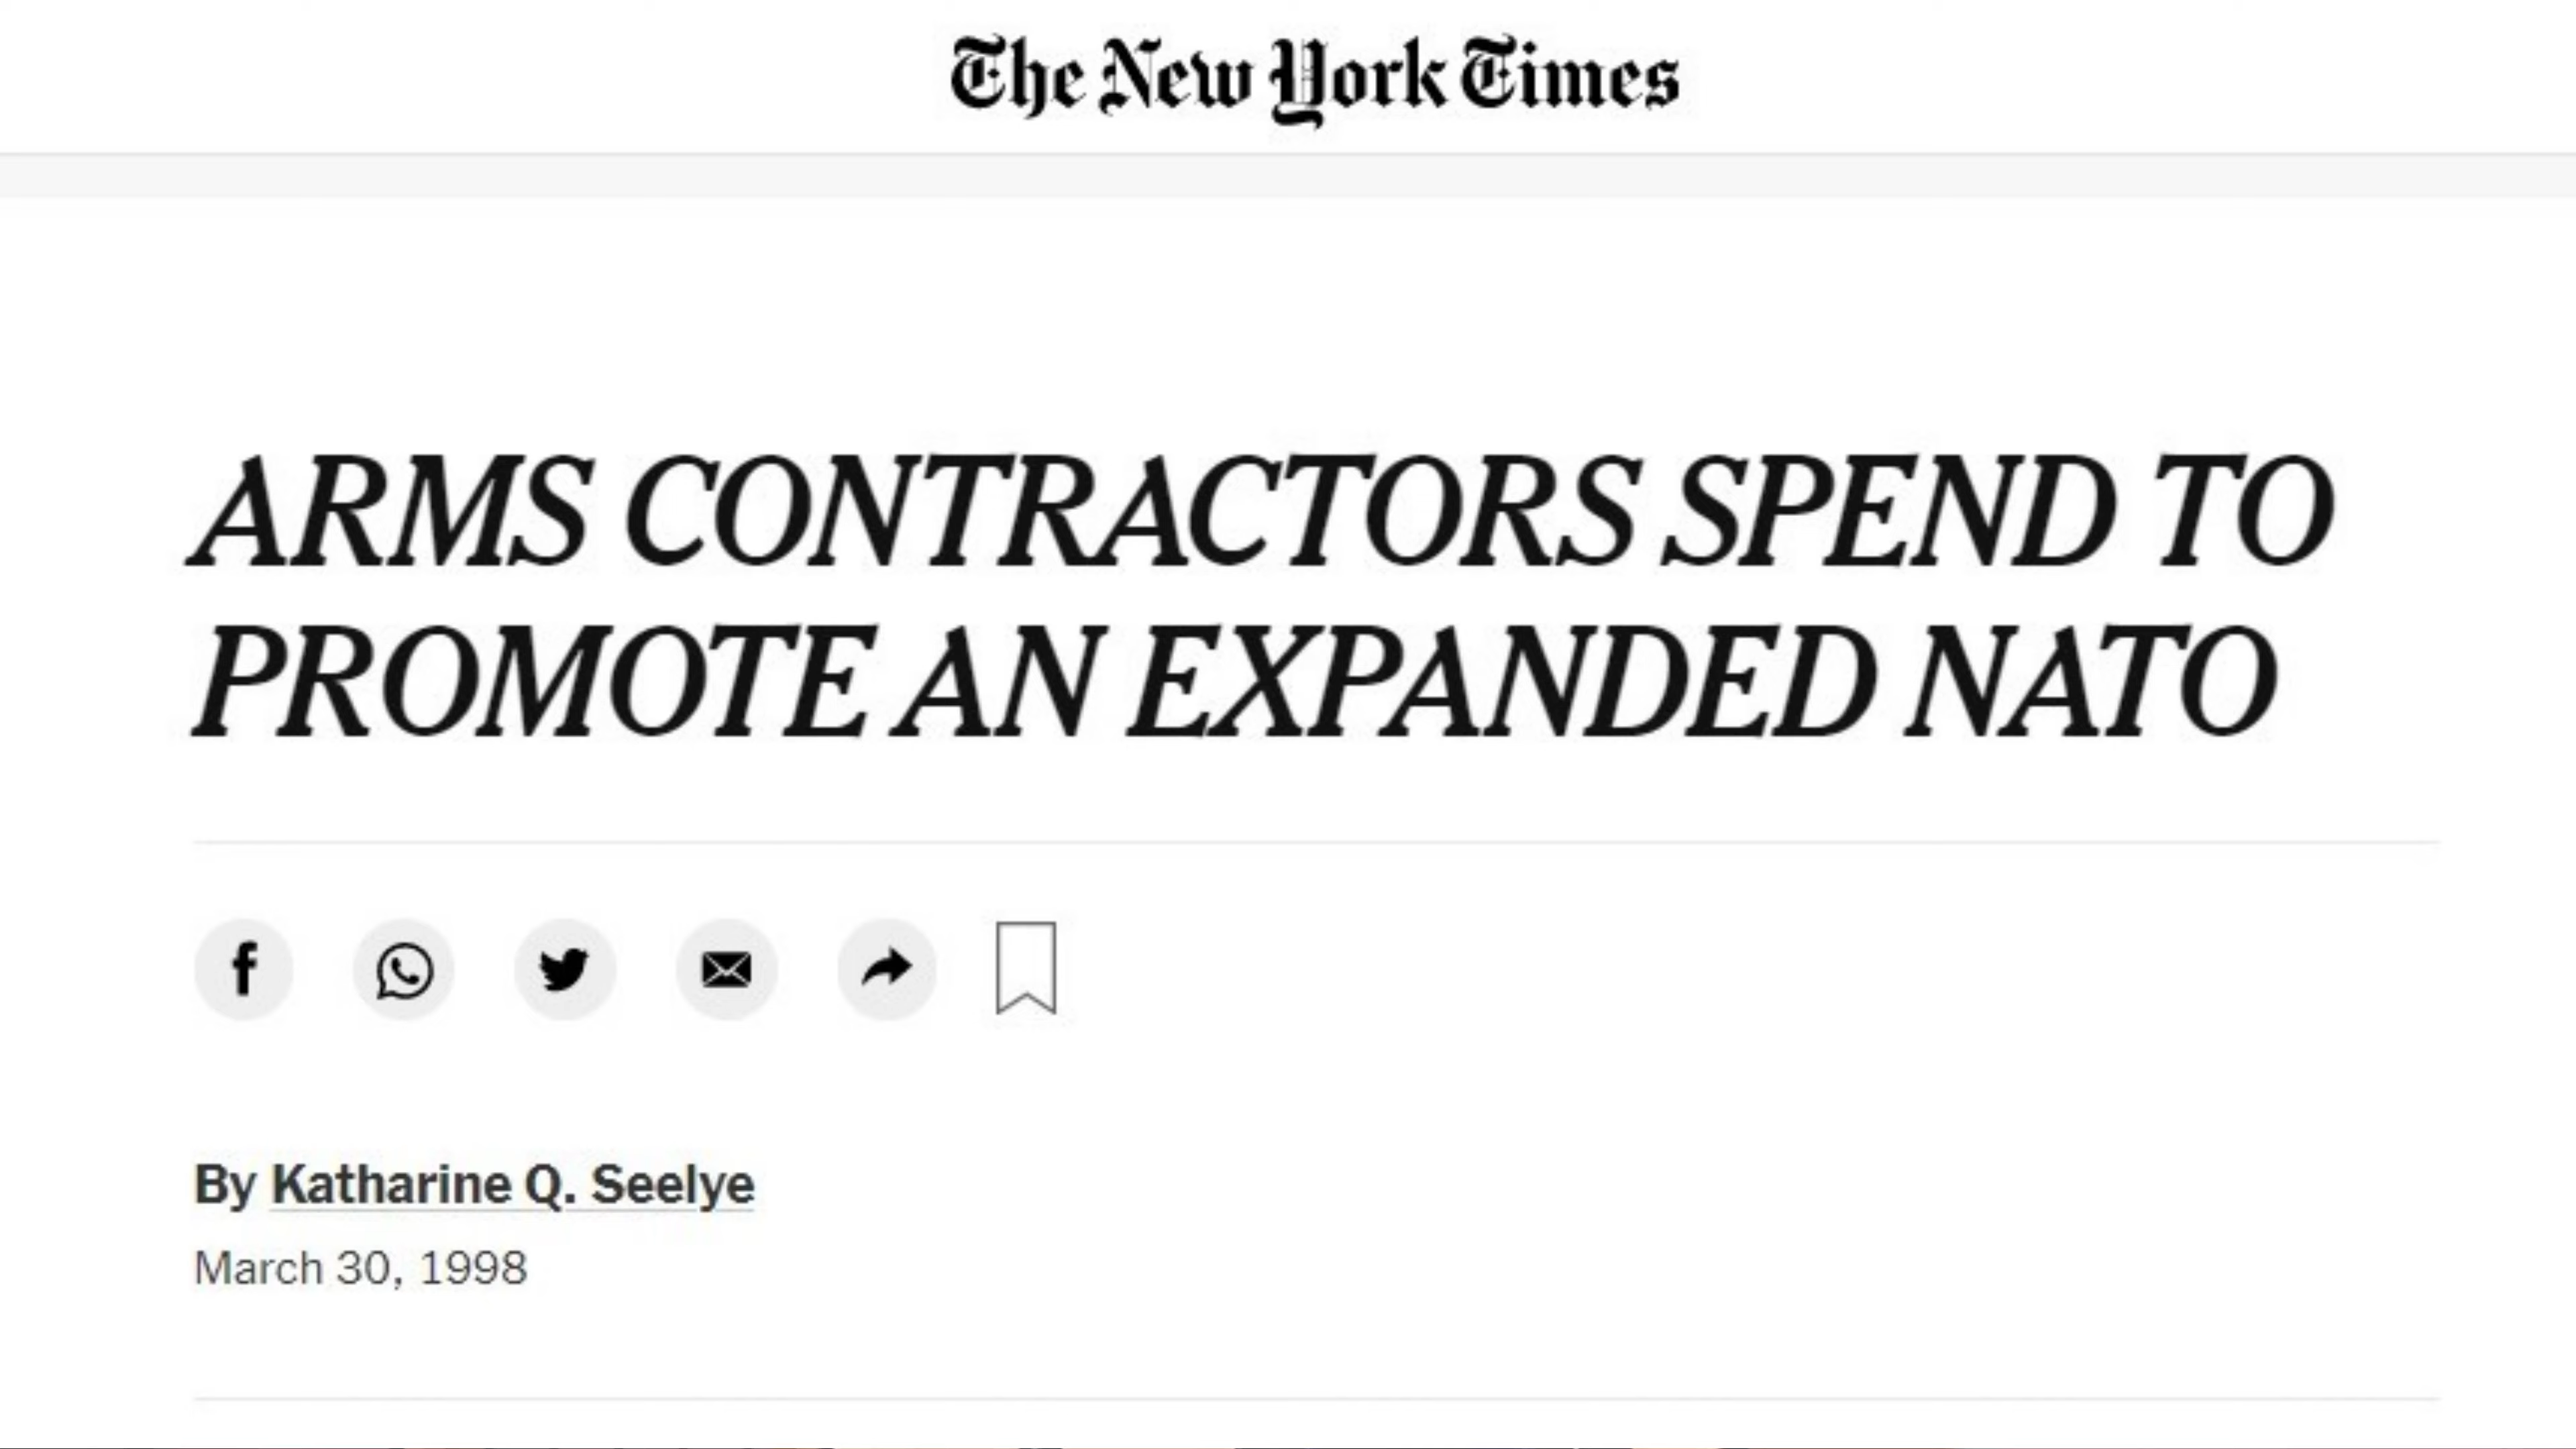 The New York Times
ARMS CONTRACTORS SPEND TO
PROMOTE AN EXPANDED NATO
By Katharine Q. Seelye
March 30, 1998